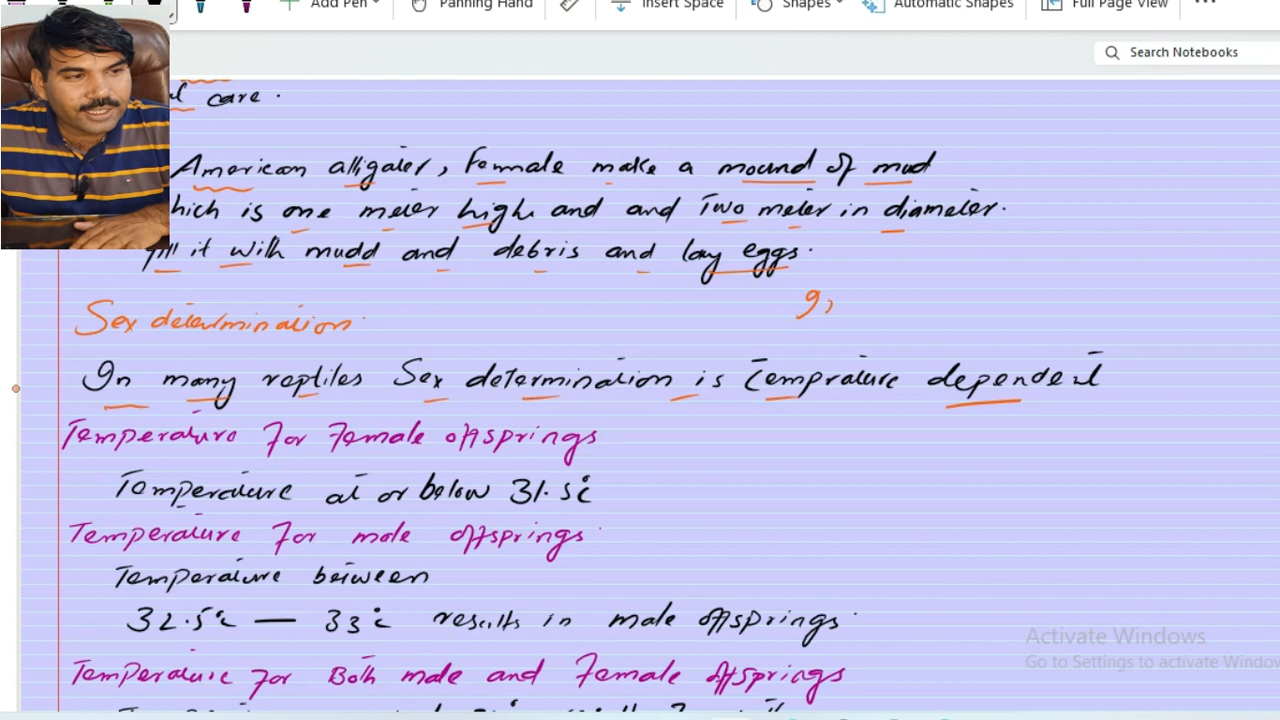 Add Pen
Panning Hand
Insert Space
Shapes
Automatic Shapes
Full Page View
Search Notebooks
care.
American alligater, Female make a mound of mud
hich is one meter high and and Two meter in diameter.
fill it with mudd and debris and lay eggs.
Sex determination
In many reptiles Sex determination is Temprature dependent
Temperature For Female offsprings
Temperature at or below 31.5°c
Temperature For male offsprings
Temperature between
32.5°c — 33°c results in male offsprings
Activate Windows
Go to Settings to activate Window
Temperature for Both male and Female offsprings